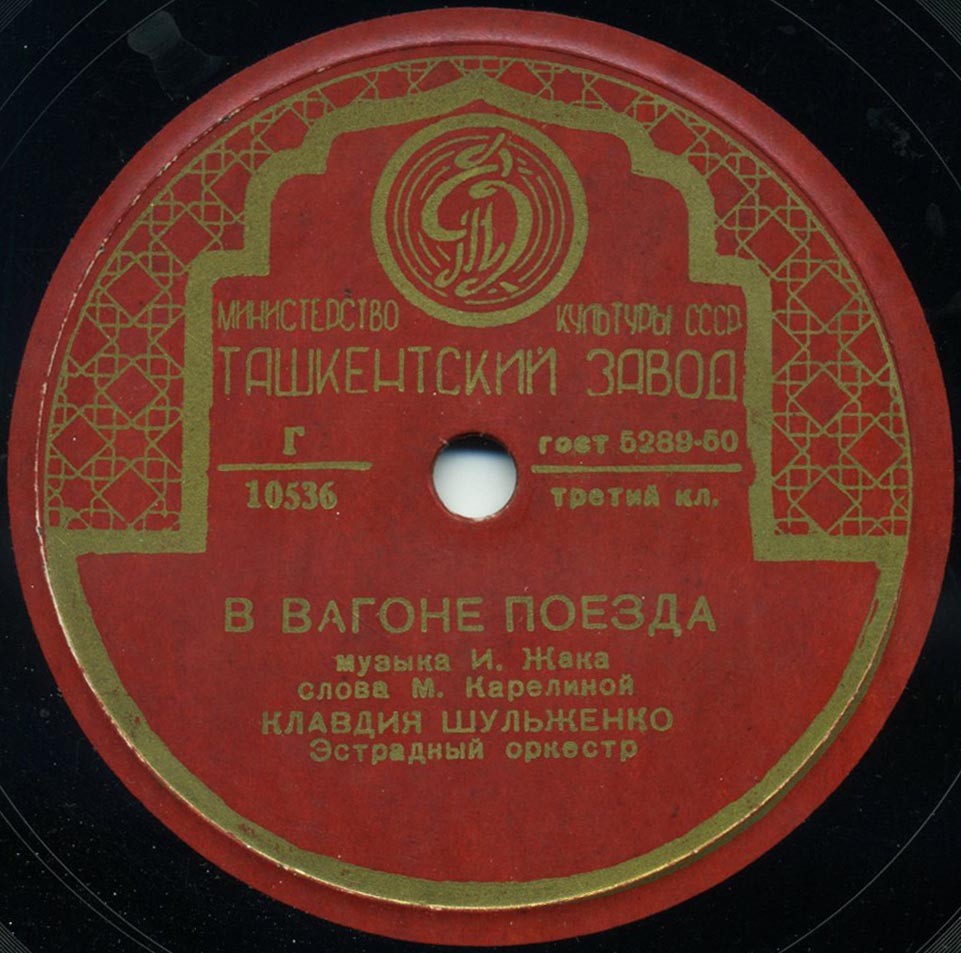 МИНИСТЕРСТВО КУЛЬТУРЫ СССР
ТАШКЕНТСКИЙ ЗАВОД
Г
10536
гост 5289-50
третий кл.
В ВАГОНЕ ПОЕЗДА
музыка И. Жака
слова М. Карелиной
КЛАВДИЯ ШУЛЬЖЕНКО
Эстрадный оркестр